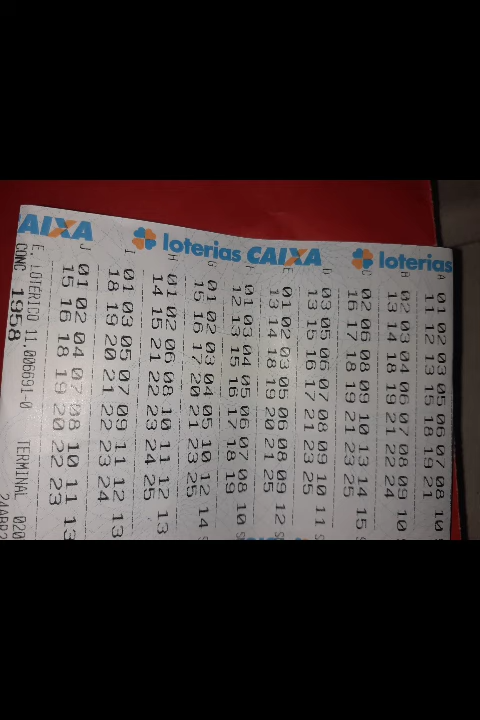 loterias CAIXA loterias
A 01 02 03 05 06 07 08 10
11 12 13 15 18 19 21
B 02 03 04 06 07 08 09 10
13 14 18 19 21 22 24
C 02 06 08 09 10 13 14 15
16 17 18 19 21 23 25
D 03 05 06 07 08 09 10 11
13 15 16 17 21 23 25
E 01 02 03 05 06 08 09 12
13 14 18 19 20 21 25
F 01 03 04 05 06 07 08 10
12 13 15 16 17 18 19
G 01 02 03 04 05 10 12 14
15 16 17 20 21 23 25
H 01 02 06 08 10 11 12 13
14 15 21 22 23 24 25
I 01 03 05 07 09 11 12 13
18 19 20 21 22 23 24
J 01 02 04 07 08 10 11 13
15 16 18 19 20 22 23
E. LOTERICO 11.006691-0 TERMINAL 020
CONC 1958